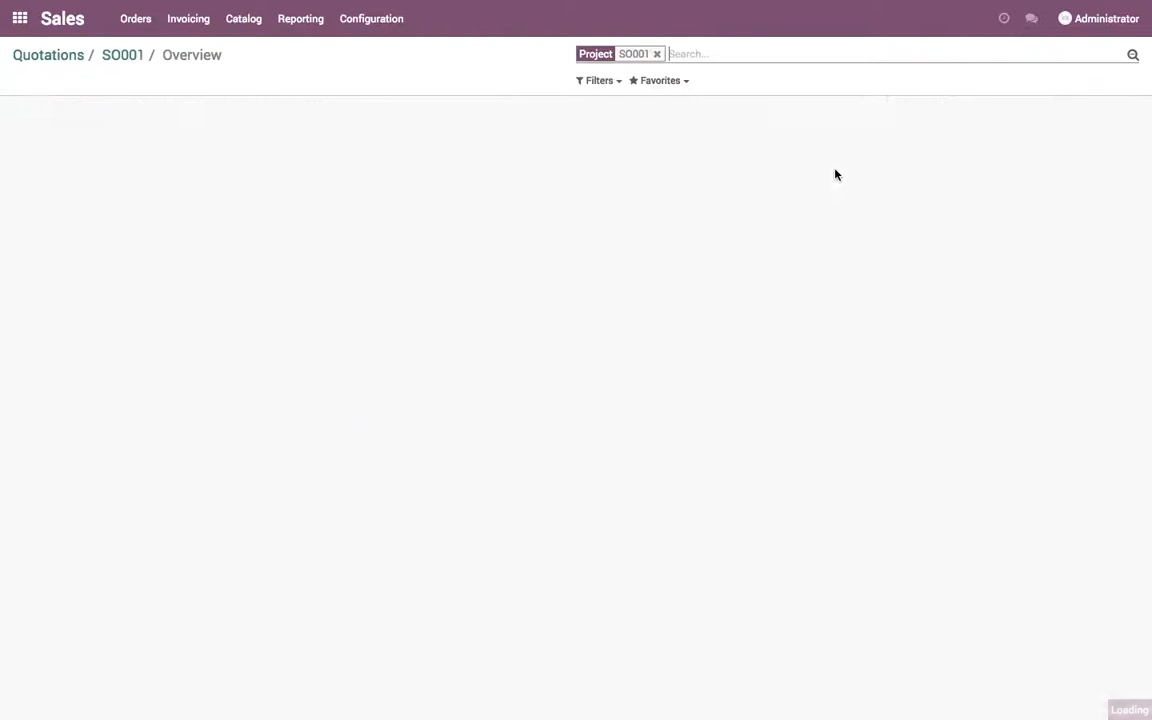 Sales Orders Invoicing Catalog Reporting Configuration Administrator
Quotations / SO001 / Overview
Project SO001 Search...
Filters Favorites
Loading